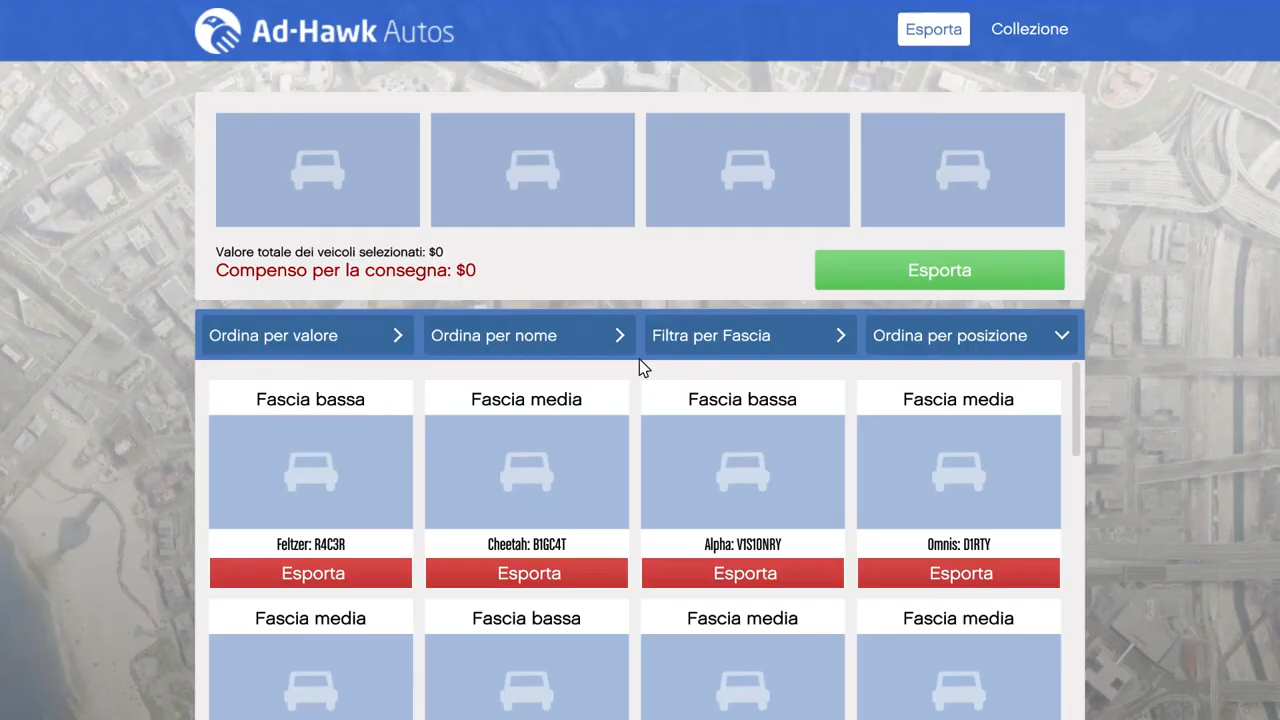 Ad-Hawk Autos
Esporta
Collezione
Valore totale dei veicoli selezionati: $0
Compenso per la consegna: $0
Esporta
Ordina per valore
Ordina per nome
Filtra per Fascia
Ordina per posizione
Fascia bassa
Fascia media
Fascia bassa
Fascia media
Feltzer: R4C3R
Cheetah: B1GC4T
Alpha: V1S10NRY
Omnis: D1RTY
Esporta
Esporta
Esporta
Esporta
Fascia media
Fascia bassa
Fascia media
Fascia media